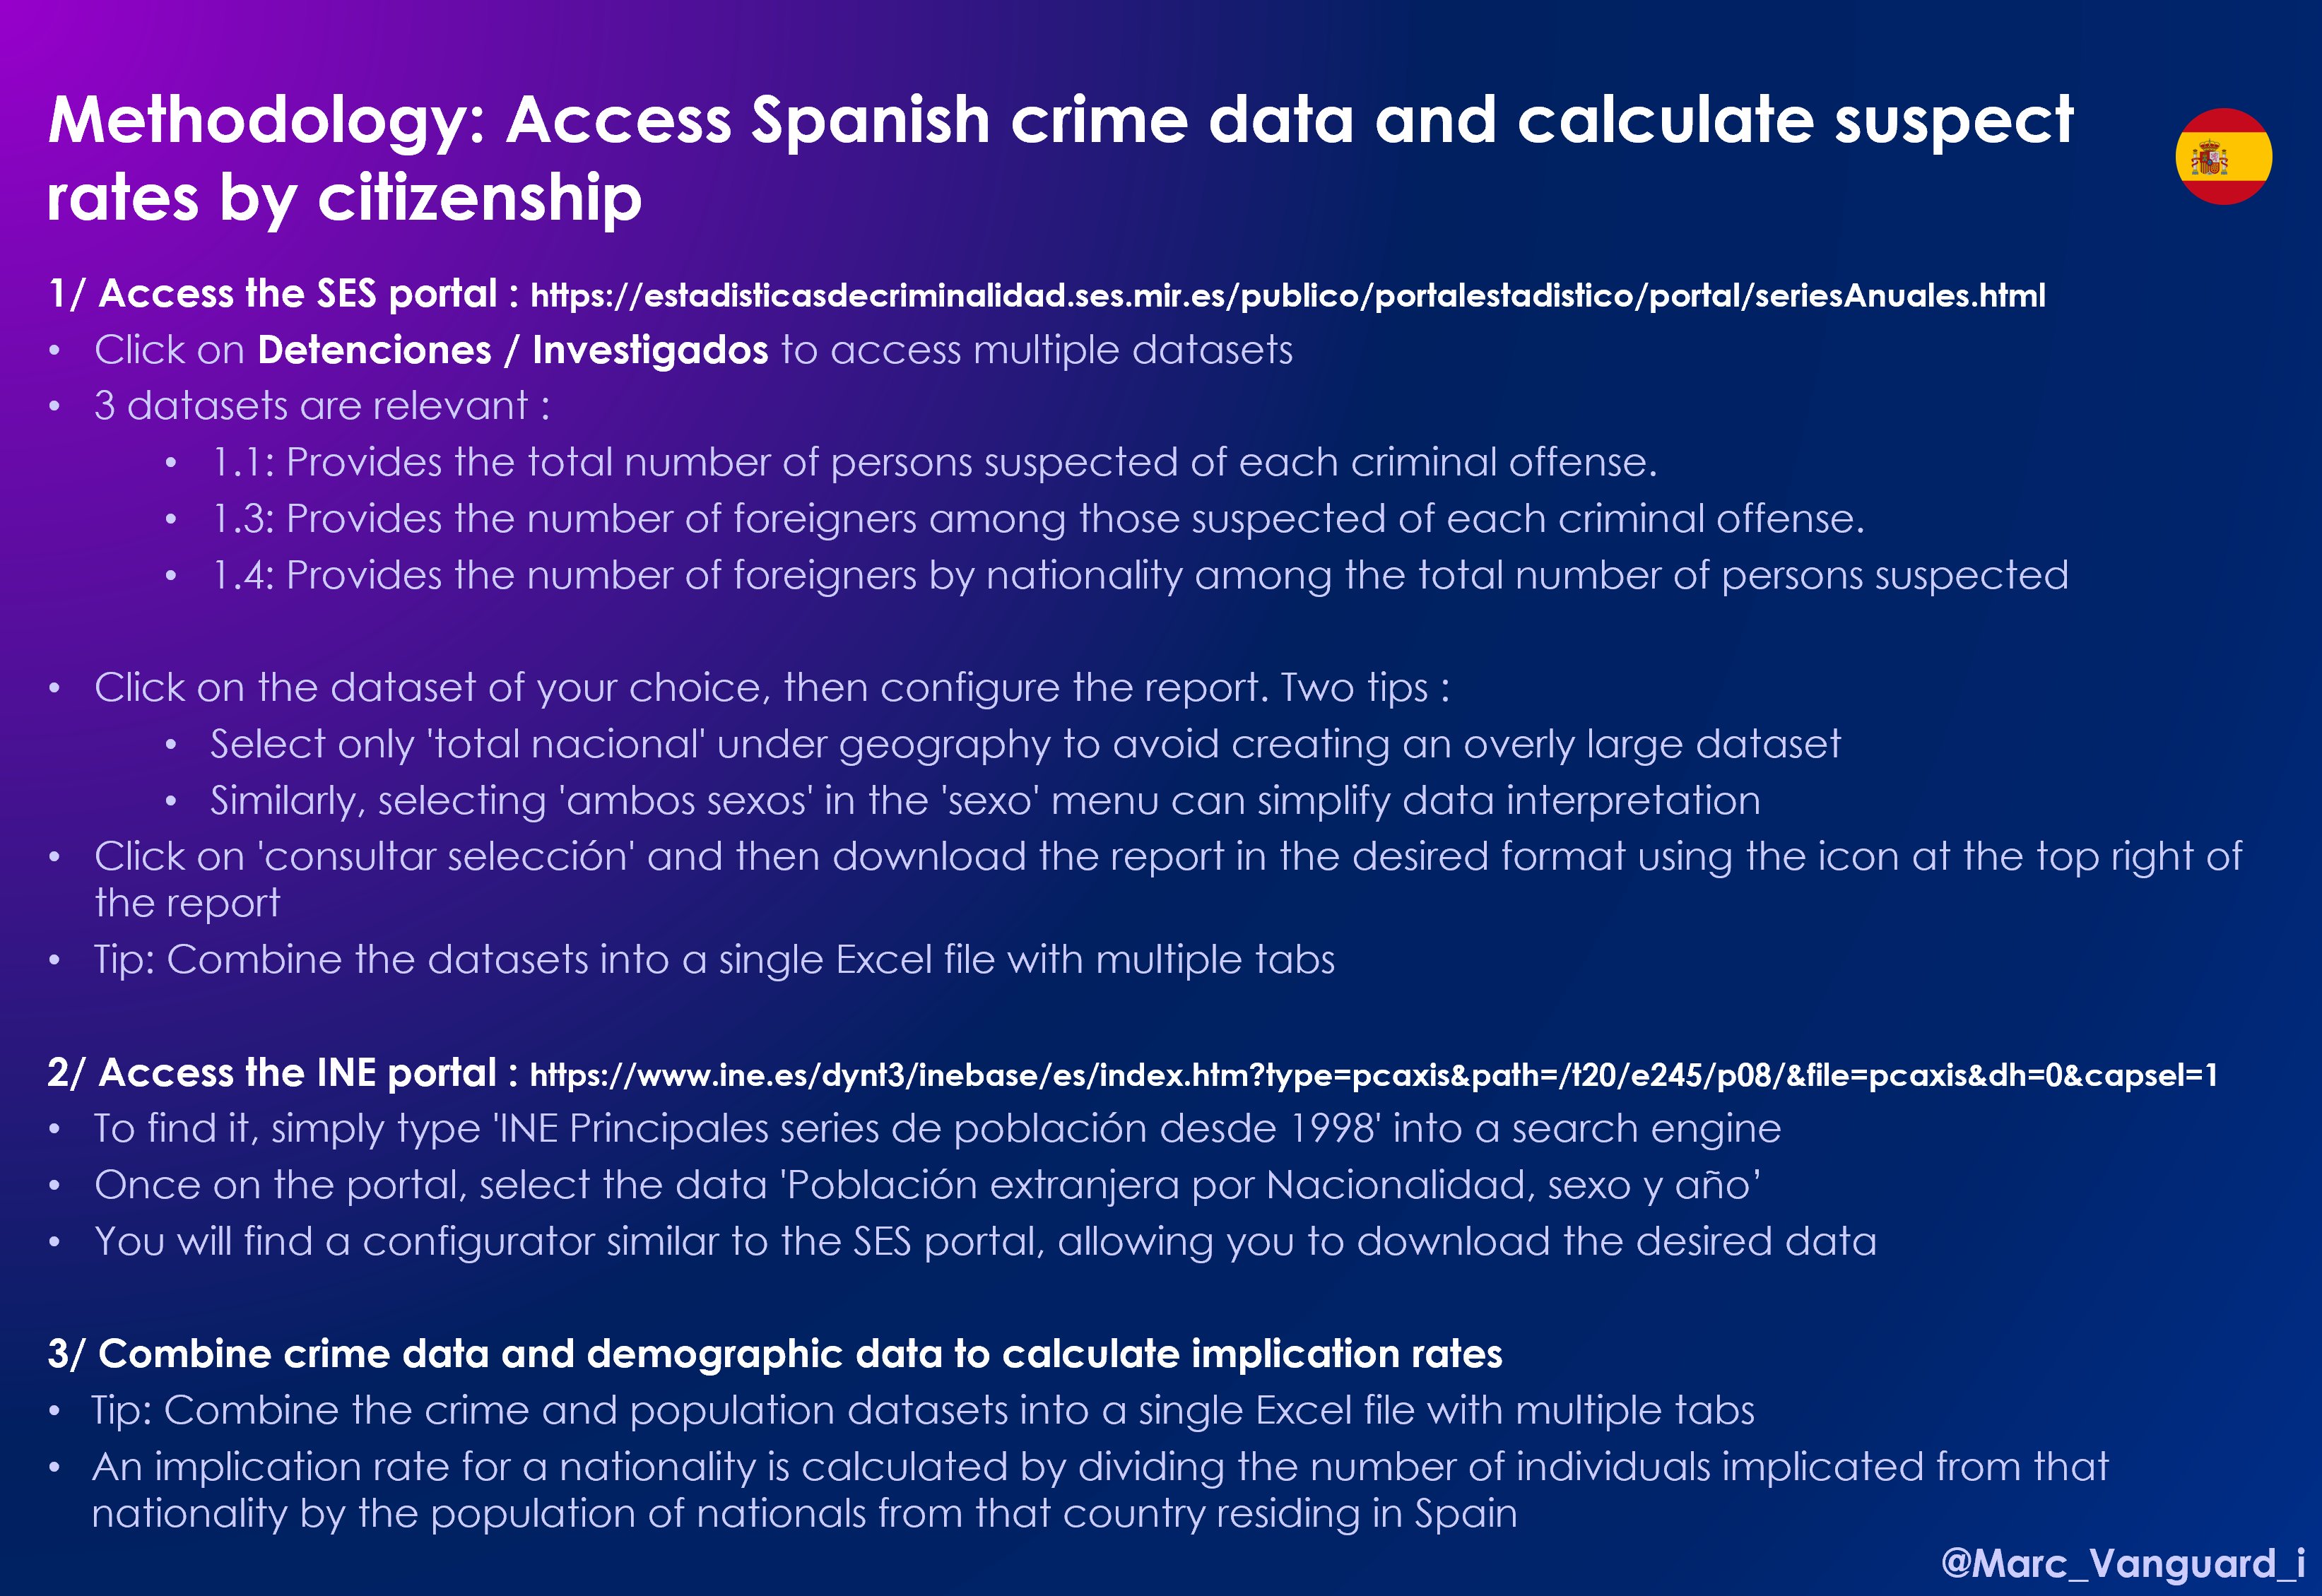 Methodology: Access Spanish crime data and calculate suspect
rates by citizenship
1/ Access the SES portal : https://estadisticasdecriminalidad.ses.mir.es/publico/portalestadistico/portal/seriesAnuales.html
• Click on Detenciones / Investigados to access multiple datasets
• 3 datasets are relevant :
• 1.1: Provides the total number of persons suspected of each criminal offense.
• 1.3: Provides the number of foreigners among those suspected of each criminal offense.
• 1.4: Provides the number of foreigners by nationality among the total number of persons suspected
• Click on the dataset of your choice, then configure the report. Two tips :
• Select only 'total nacional' under geography to avoid creating an overly large dataset
• Similarly, selecting 'ambos sexos' in the 'sexo' menu can simplify data interpretation
• Click on 'consultar selección' and then download the report in the desired format using the icon at the top right of
the report
• Tip: Combine the datasets into a single Excel file with multiple tabs
2/ Access the INE portal : https://www.ine.es/dynt3/inebase/es/index.htm?type=pcaxis&path=/t20/e245/p08/&file=pcaxis&dh=0&capsel=1
• To find it, simply type 'INE Principales series de población desde 1998' into a search engine
• Once on the portal, select the data 'Población extranjera por Nacionalidad, sexo y año’
• You will find a configurator similar to the SES portal, allowing you to download the desired data
3/ Combine crime data and demographic data to calculate implication rates
• Tip: Combine the crime and population datasets into a single Excel file with multiple tabs
• An implication rate for a nationality is calculated by dividing the number of individuals implicated from that
nationality by the population of nationals from that country residing in Spain
@Marc_Vanguard_i